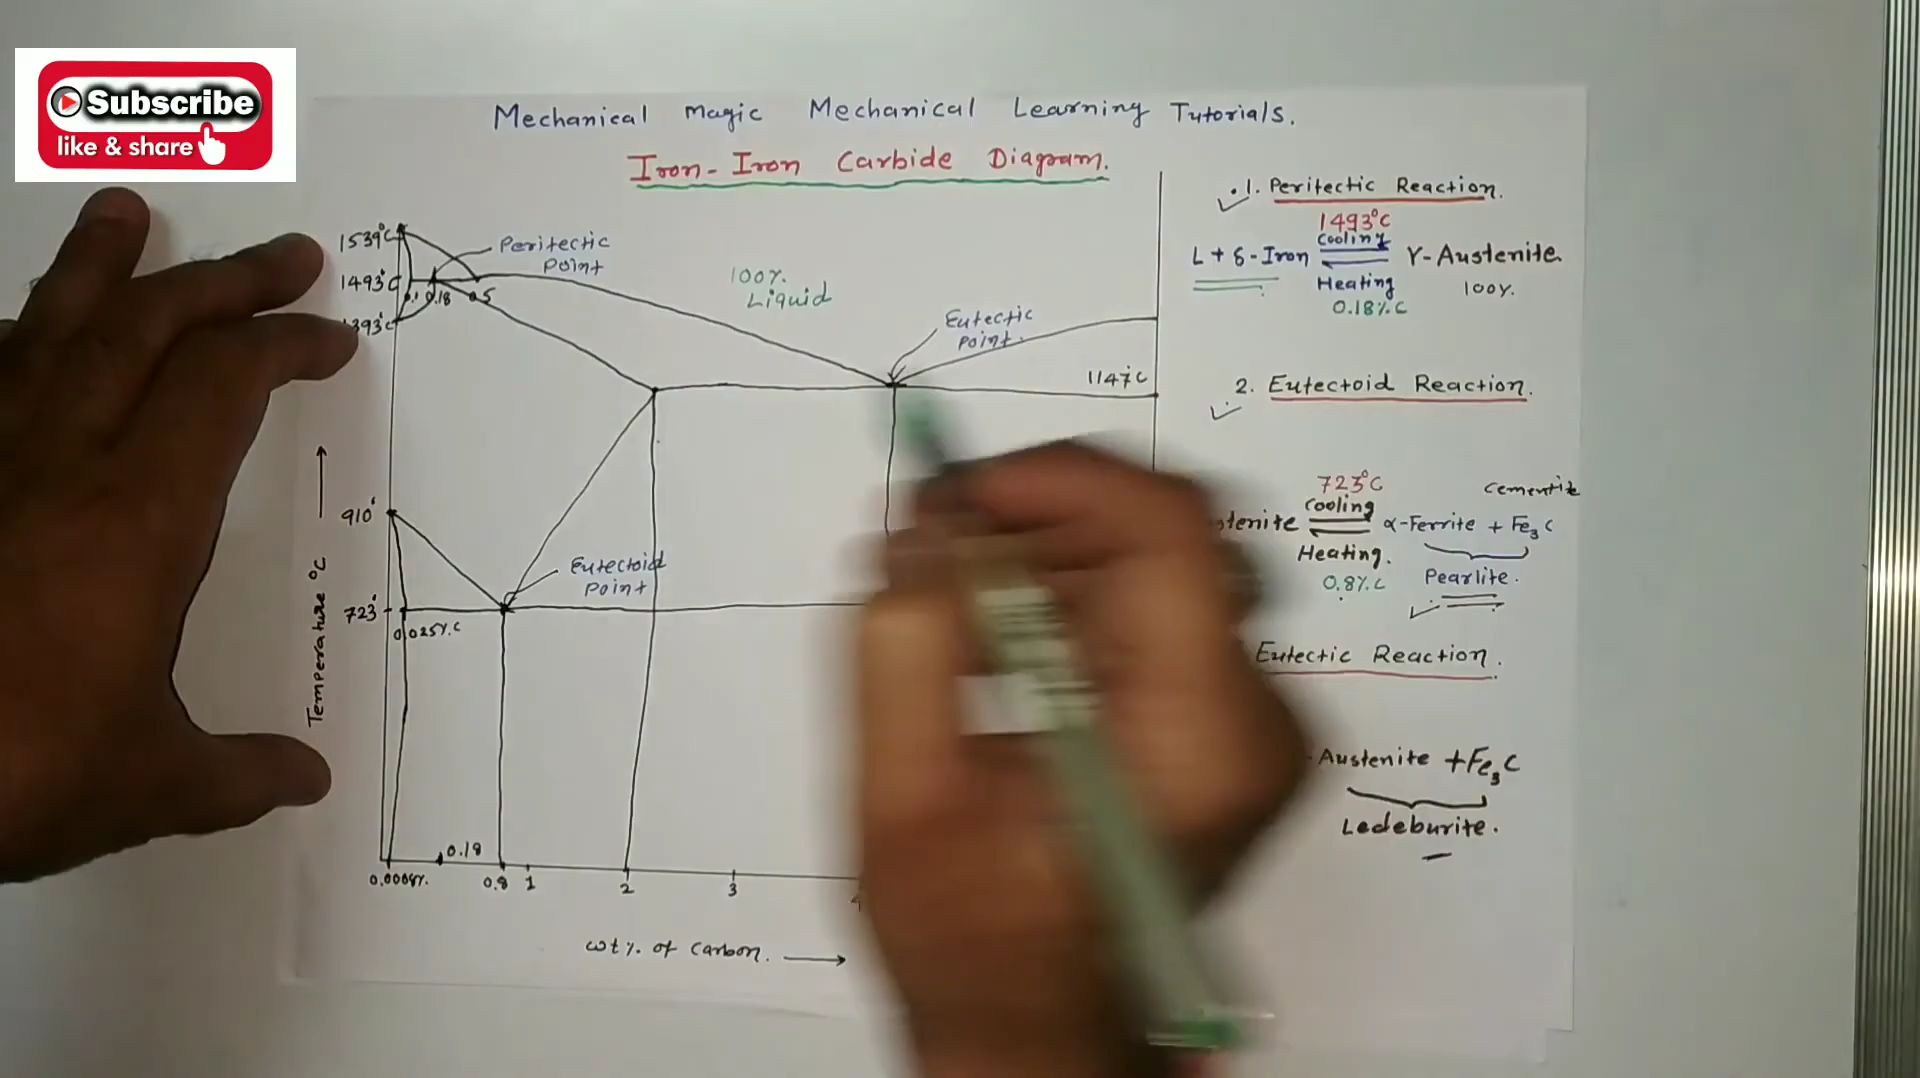 Subscribe
like & share
Mechanical Magic Mechanical Learning Tutorials.
Iron-Iron Carbide Diagram.
1539°C
1493°C
1393°C
Peritectic
Point
0.1 0.18 0.5
100%.
Liquid
Eutectic
Point.
1147°C
910°
723°
0.025%.C
Eutectoid
Point
Temperature °C
0.18
0.008%.
0.8 1 2 3 4
wt%. of Carbon.
1. Peritectic Reaction.
1493°C
L + δ-Iron
Cooling
Heating
γ-Austenite
100%.
0.18%.C
2. Eutectoid Reaction.
723°C
Cementite
Cooling
α-Ferrite + Fe₃C
Heating.
0.8%.C
Pearlite.
Eutectic Reaction.
Austenite + Fe₃C
Ledeburite.